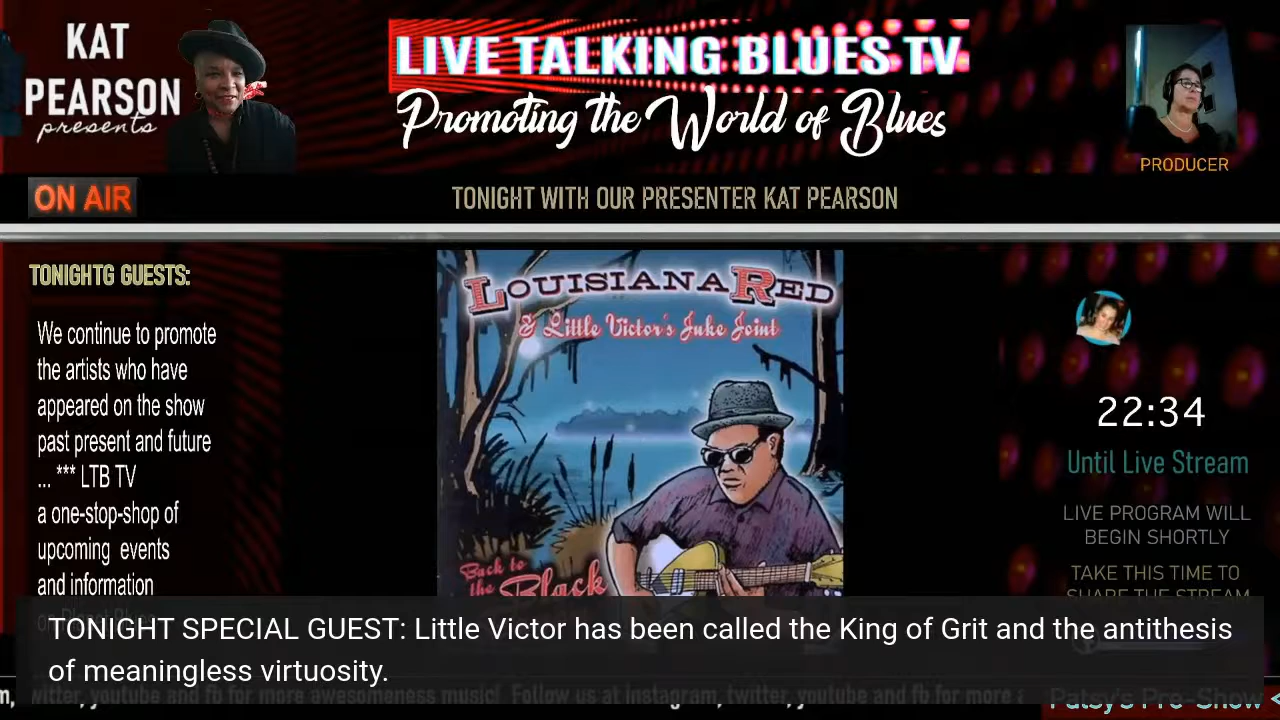 KAT
PEARSON
presents
LIVE TALKING BLUES TV
Promoting the World of Blues
PRODUCER
ON AIR
TONIGHT WITH OUR PRESENTER KAT PEARSON
TONIGHTG GUESTS:
We continue to promote
the artists who have
appeared on the show
past present and future
... *** LTB TV
a one-stop-shop of
upcoming events
and information
LOUISIANA RED
& Little Victor's Juke Joint
Back to
the Black
22:34
Until Live Stream
LIVE PROGRAM WILL
BEGIN SHORTLY
TAKE THIS TIME TO
SHARE THE STREAM
TONIGHT SPECIAL GUEST: Little Victor has been called the King of Grit and the antithesis
of meaningless virtuosity.
m, twitter, youtube and fb for more awesomeness music! Follow us at Instagram, twitter, youtube and fb for more
Patsy's Pre-Show <